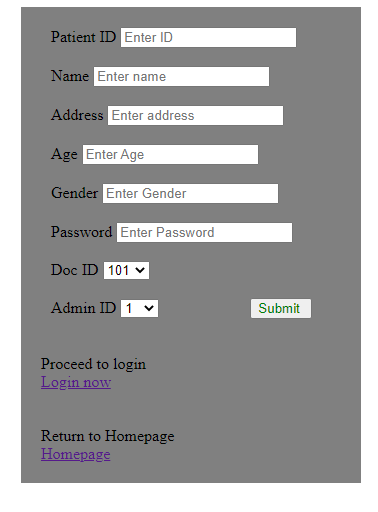 Patient ID Enter ID
Name Enter name
Address Enter address
Age Enter Age
Gender Enter Gender
Password Enter Password
Doc ID 101
Admin ID 1 Submit
Proceed to login
Login now
Return to Homepage
Homepage